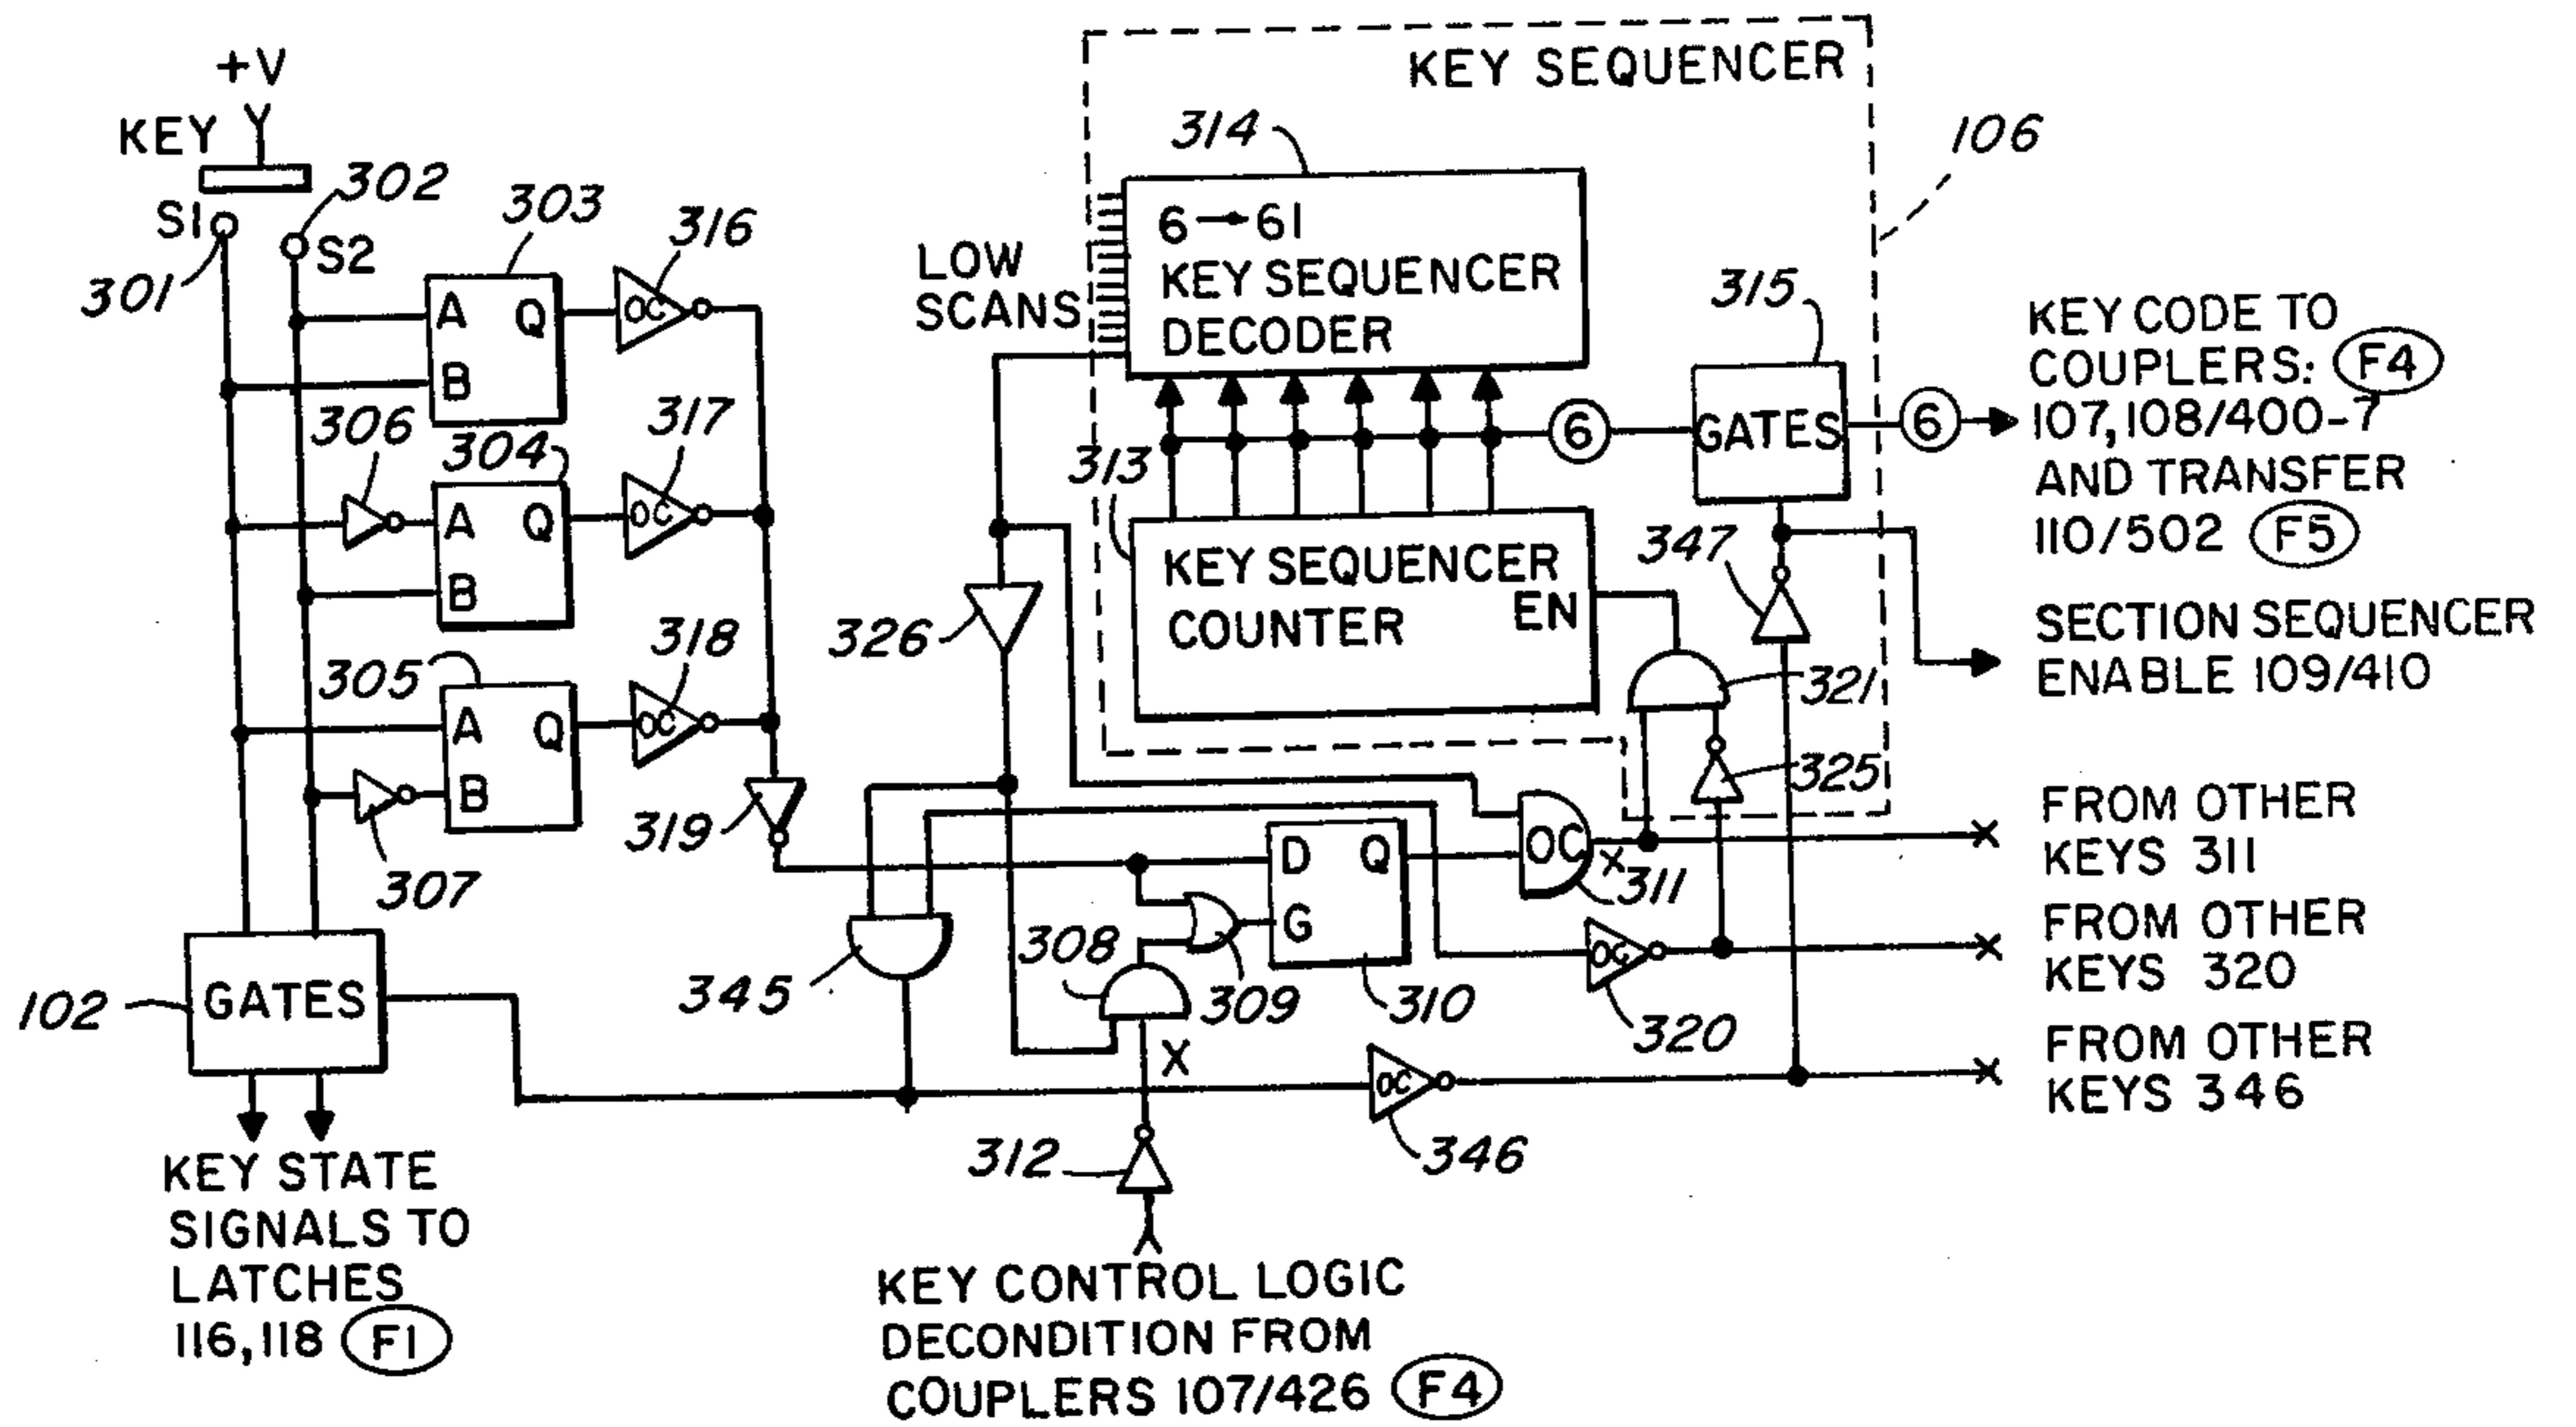 +V
KEY
S1
301
302
S2
303
A Q
B
OC
316
306
304
A Q
B
OC
317
305
A Q
B
OC
318
307
319
102
GATES
KEY STATE
SIGNALS TO
LATCHES
116,118 F1
KEY SEQUENCER
106
314
6→61
KEY SEQUENCER
DECODER
LOW
SCANS
313
KEY SEQUENCER
COUNTER
EN
6
315
GATES
6
347
321
325
326
345
308
309
D Q
G
310
OC
X
311
OC
320
OC
346
X
312
KEY CONTROL LOGIC
DECONDITION FROM
COUPLERS 107/426 F4
KEY CODE TO
COUPLERS: F4
107,108/400-7
AND TRANSFER
110/502 F5
SECTION SEQUENCER
ENABLE 109/410
FROM OTHER
KEYS 311
FROM OTHER
KEYS 320
FROM OTHER
KEYS 346